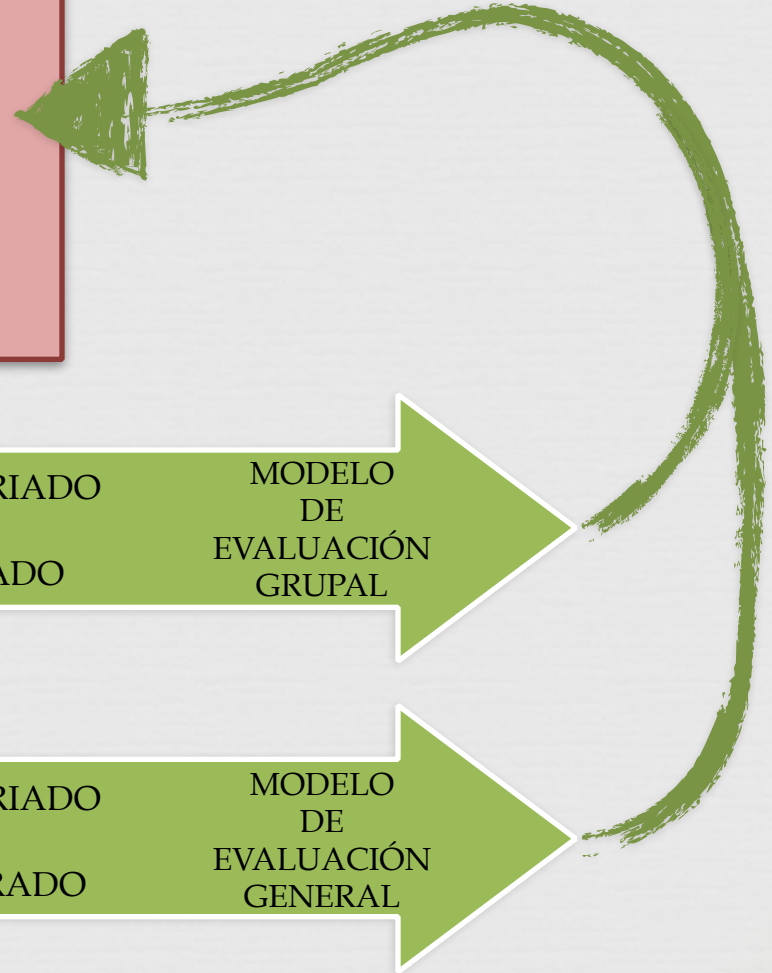 RIADO
ADO
MODELO
DE
EVALUACIÓN
GRUPAL
RIADO
RADO
MODELO
DE
EVALUACIÓN
GENERAL